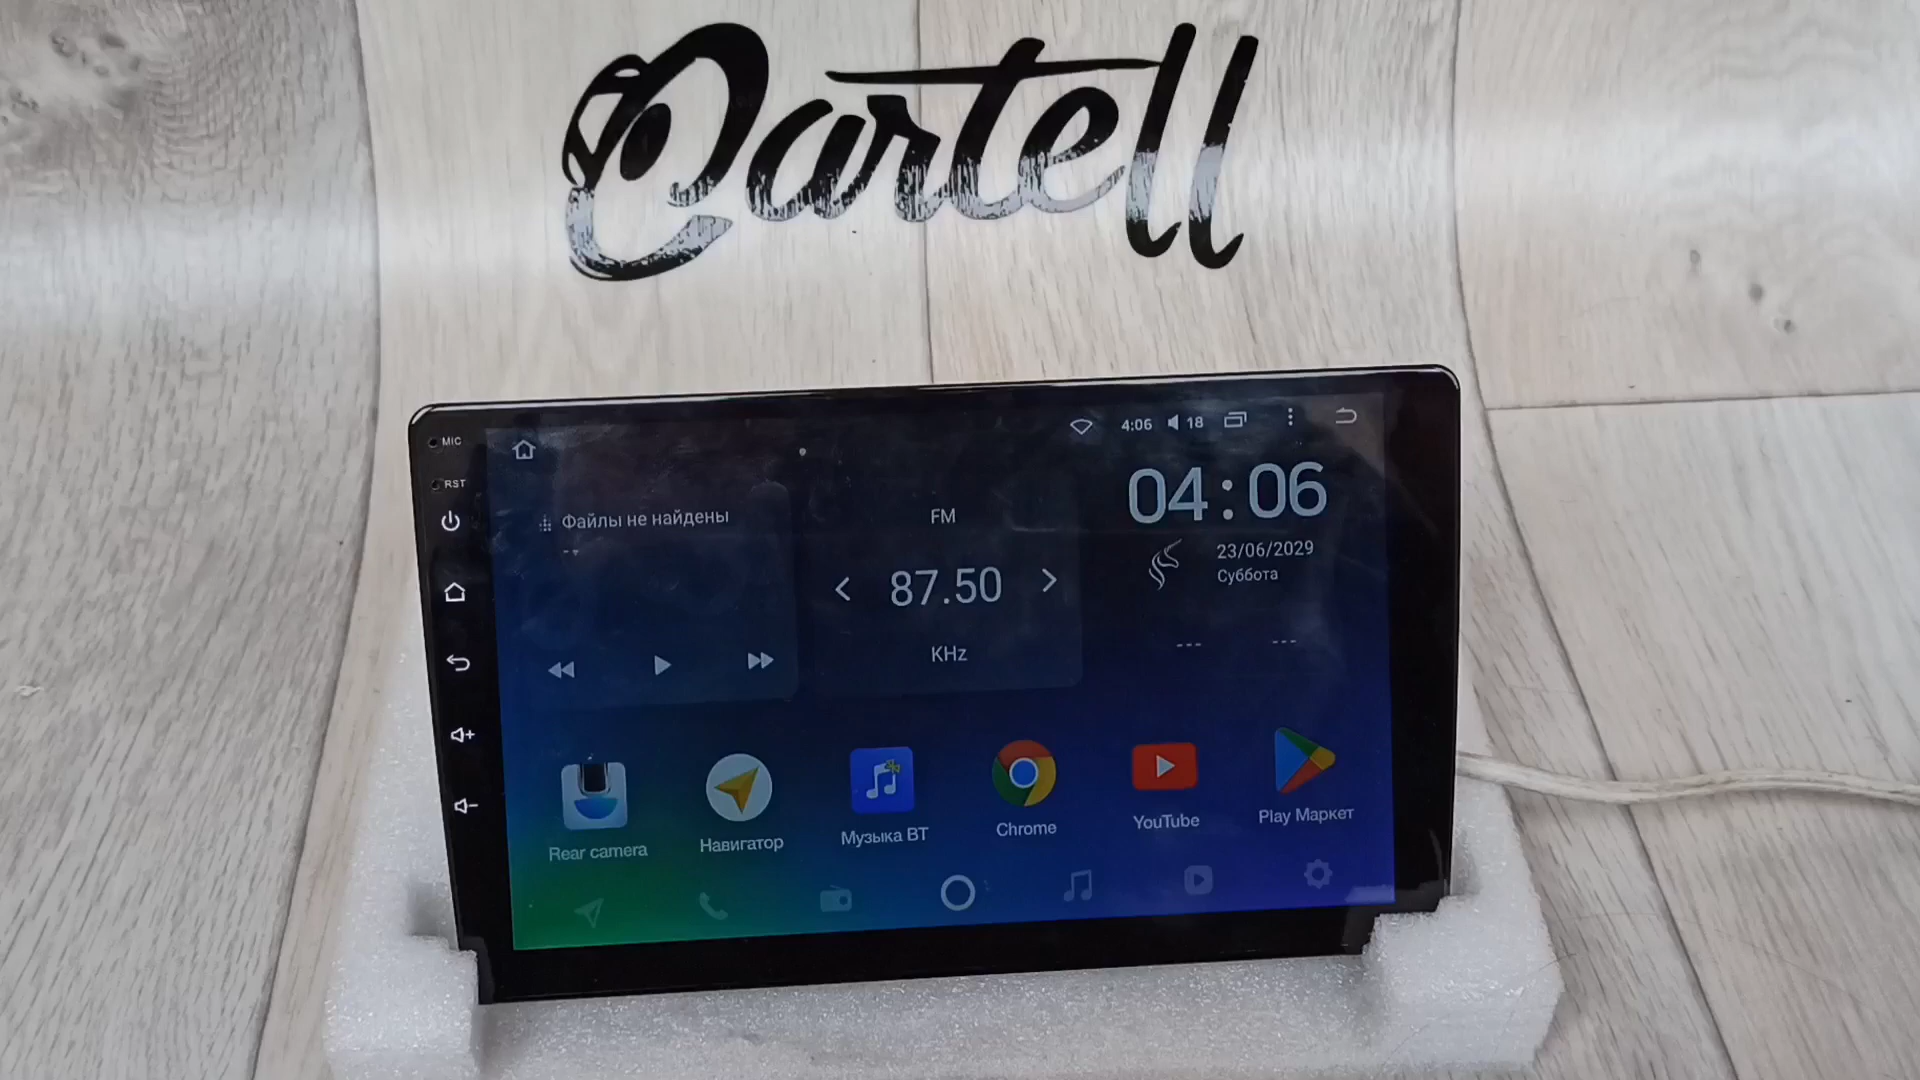 Cartell
MIC
RST
4:06 18
04:06
Файлы не найдены
FM
23/06/2029
Суббота
87.50
KHz
--- ---
Rear camera
Навигатор
Музыка BT
Chrome
YouTube
Play Маркет